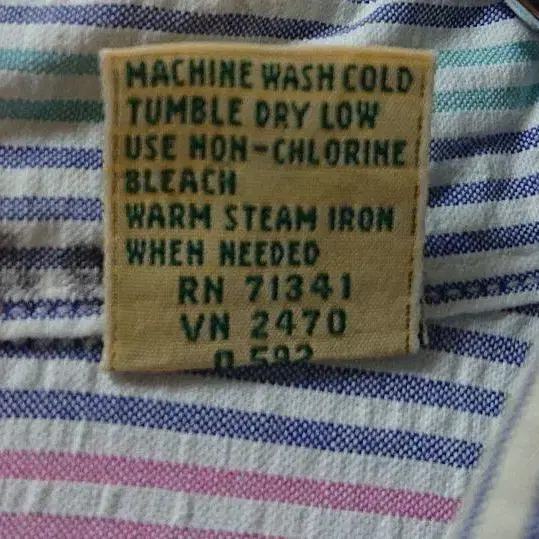 MACHINE WASH COLD
TUMBLE DRY LOW
USE NON-CHLORINE
BLEACH
WARM STEAM IRON
WHEN NEEDED
RN 71341
VN 2470